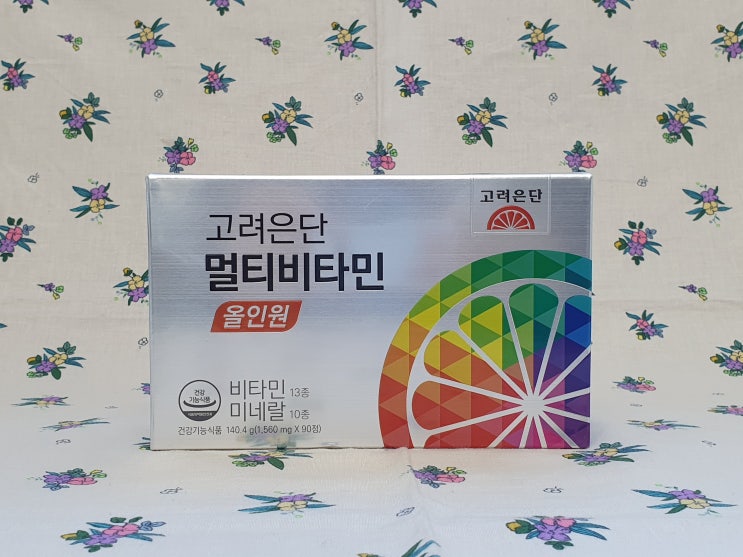 고려은단
고려은단
멀티비타민
올인원
건강
기능식품
비타민 13종
미네랄 10종
건강기능식품 140.4 g(1,560 mg X 90정)